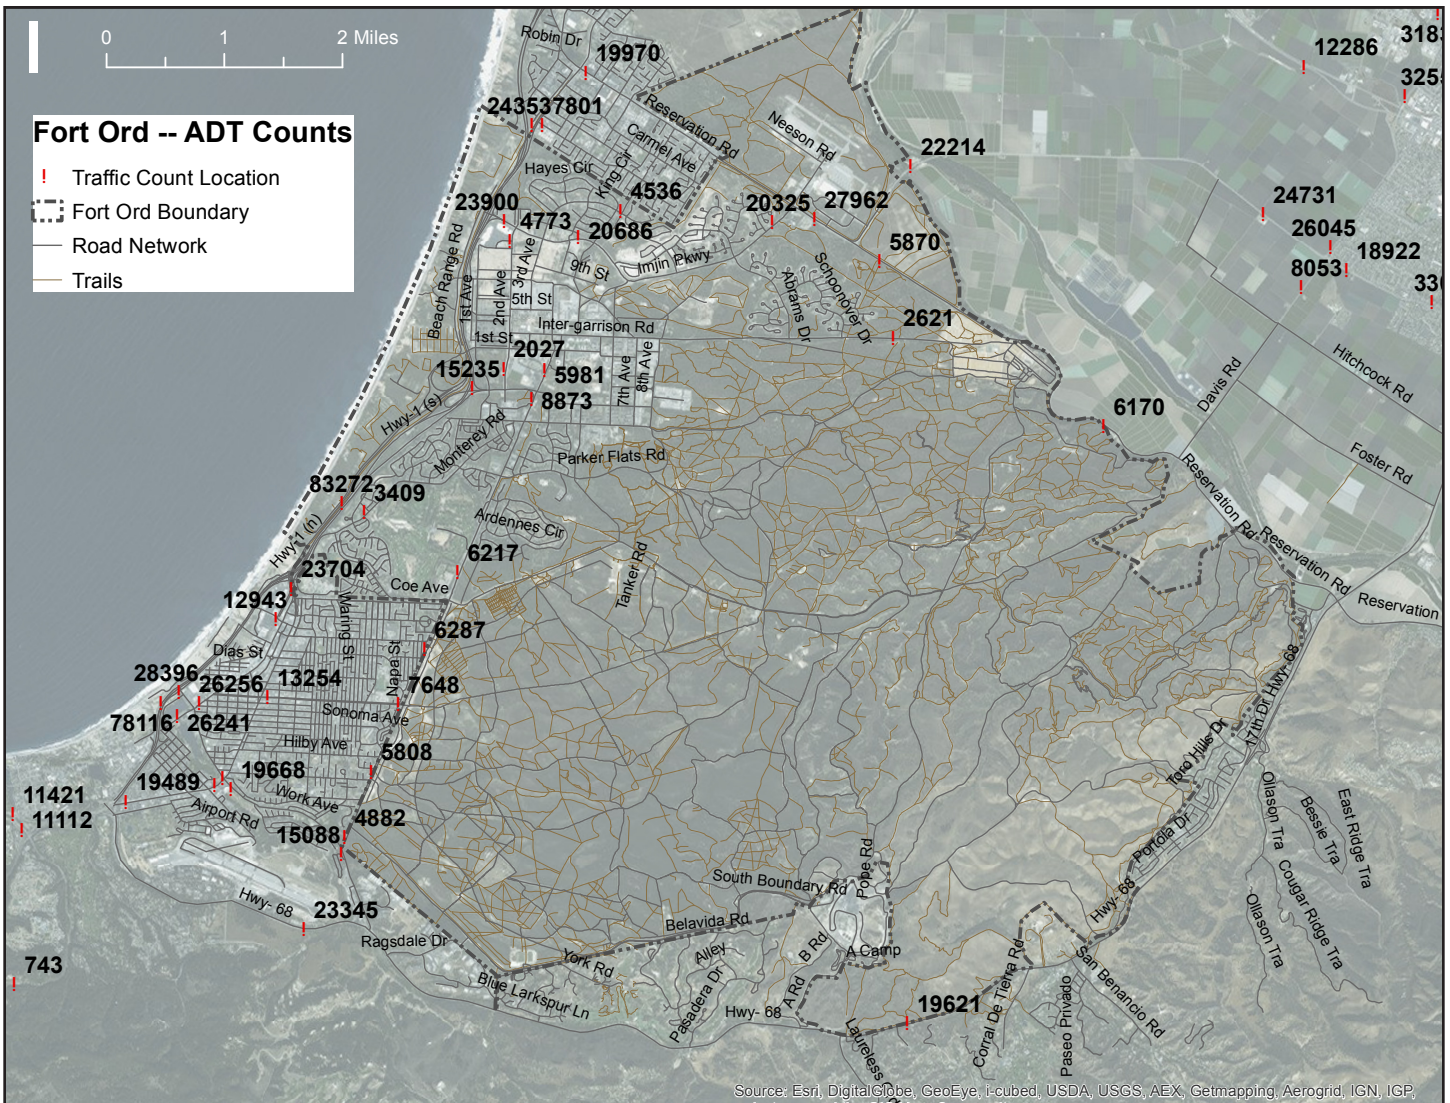 0 1 2 Miles
Fort Ord -- ADT Counts
! Traffic Count Location
Fort Ord Boundary
Road Network
Trails
Robin Dr
19970
12286
3183
3255
243537801
Reservation Rd
Carmel Ave
Neeson Rd
22214
Hayes Cir
King Cir
4536
23900
4773
20686
20325
27962
24731
26045
18922
8053
330
5870
Beach Range Rd
1st Ave
2nd Ave
3rd Ave
9th St
Imjin Pkwy
5th St
Abrams Dr
Schoonover Dr
Inter-garrison Rd
1st St
2621
2027
15235
5981
8873
7th Ave
8th Ave
Hitchcock Rd
Davis Rd
6170
Hwy-1 (s)
Monterey Rd
Parker Flats Rd
Foster Rd
83272
3409
Ardennes Cir
Reservation Rd
Hwy-1 (n)
6217
Tanker Rd
23704
Coe Ave
12943
Waring St
Reservation Rd
Reservation
Dias St
6287
Napa St
28396
26256
13254
7648
78116
26241
Sonoma Ave
Hilby Ave
5808
17th Dr
Hwy- 68
Toro Hills Dr
19489
19668
Work Ave
11421
11112
Airport Rd
4882
15088
Portola Dr
Ollason Tra
Bessie Tra
East Ridge Tra
Cougar Ridge Tra
Ollason Tra
Pope Rd
South Boundary Rd
Hwy- 68
Hwy- 68
23345
Belavida Rd
Ragsdale Dr
York Rd
Alley
B Rd
A Camp
743
Blue Larkspur Ln
Pasadera Dr
A Rd
Hwy- 68
19621
Corral De Tierra Rd
San Benancio Rd
Paseo Privado
Laureless
Source: Esri, DigitalGlobe, GeoEye, i-cubed, USDA, USGS, AEX, Getmapping, Aerogrid, IGN, IGP,